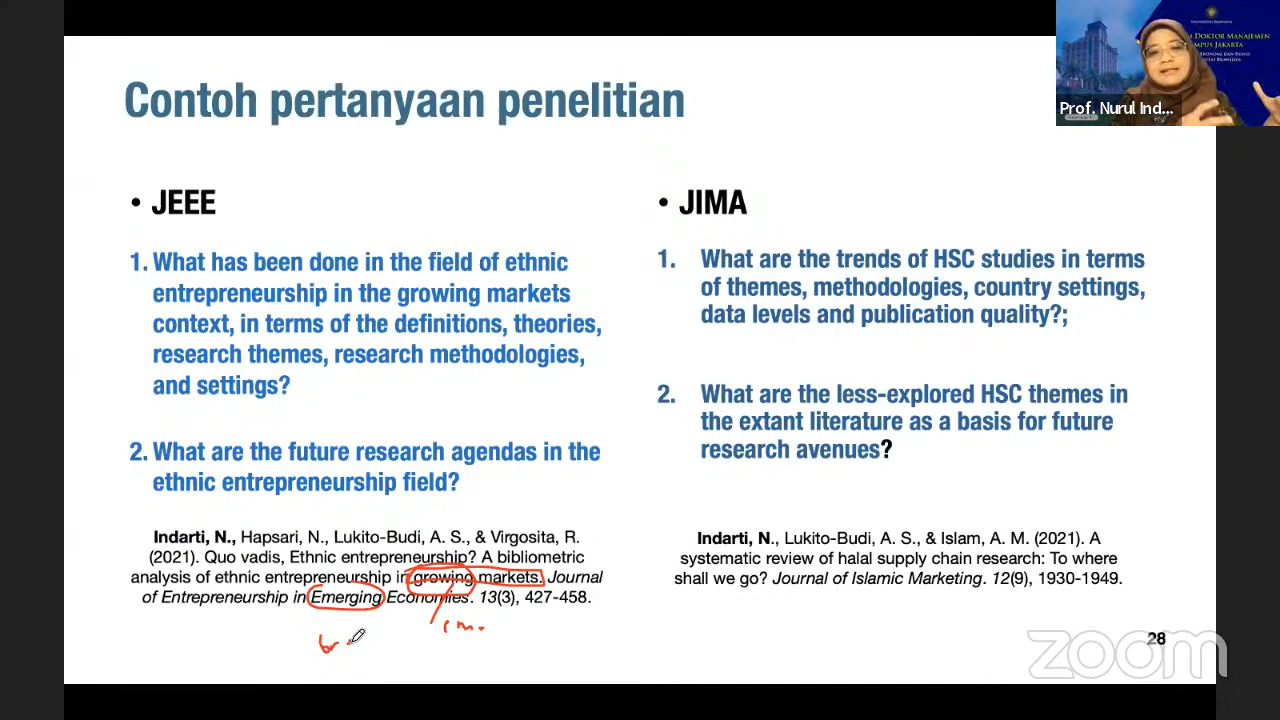 Contoh pertanyaan penelitian
• JEEE
1. What has been done in the field of ethnic
entrepreneurship in the growing markets
context, in terms of the definitions, theories,
research themes, research methodologies,
and settings?
2. What are the future research agendas in the
ethnic entrepreneurship field?
Indarti, N., Hapsari, N., Lukito-Budi, A. S., & Virgosita, R.
(2021). Quo vadis, Ethnic entrepreneurship? A bibliometric
analysis of ethnic entrepreneurship in growing markets. Journal
of Entrepreneurship in Emerging Economies. 13(3), 427-458.
• JIMA
1. What are the trends of HSC studies in terms
of themes, methodologies, country settings,
data levels and publication quality?;
2. What are the less-explored HSC themes in
the extant literature as a basis for future
research avenues?
Indarti, N., Lukito-Budi, A. S., & Islam, A. M. (2021). A
systematic review of halal supply chain research: To where
shall we go? Journal of Islamic Marketing. 12(9), 1930-1949.
28
zoom
DOKTOR MANAJEMEN
JAKARTA
Prof. Nurul Ind...